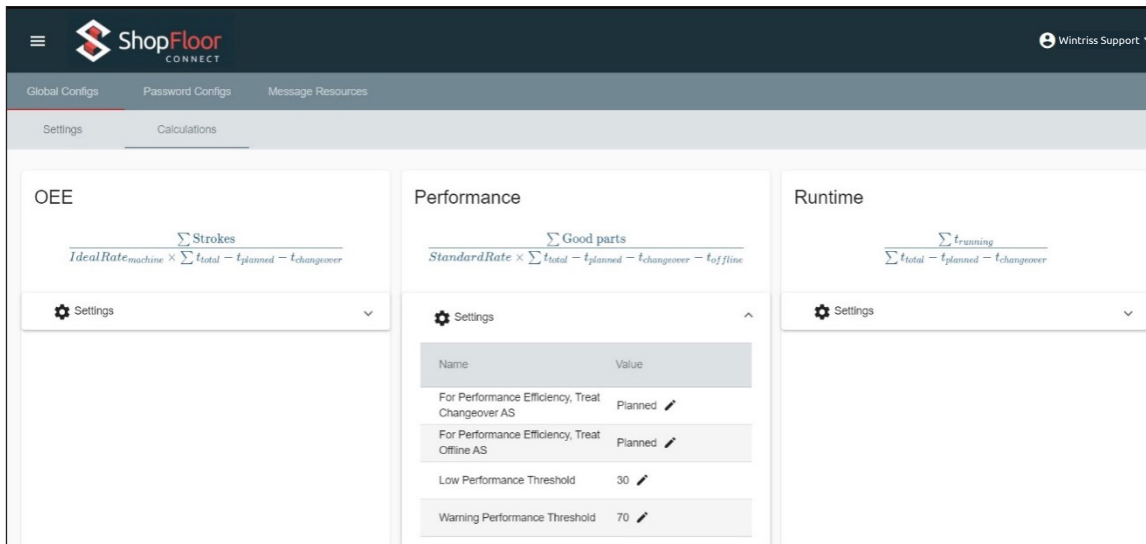 ShopFloor
CONNECT
Wintriss Support
Global Configs
Password Configs
Message Resources
Settings
Calculations
OEE
∑ Strokes
IdealRate_machine × ∑ t_total − t_planned − t_changeover
Settings
Performance
∑ Good parts
StandardRate × ∑ t_total − t_planned − t_changeover − t_offline
Settings
Name Value
For Performance Efficiency, Treat
Changeover AS
Planned
For Performance Efficiency, Treat
Offline AS
Planned
Low Performance Threshold 30
Warning Performance Threshold 70
Runtime
∑ t_running
∑ t_total − t_planned − t_changeover
Settings